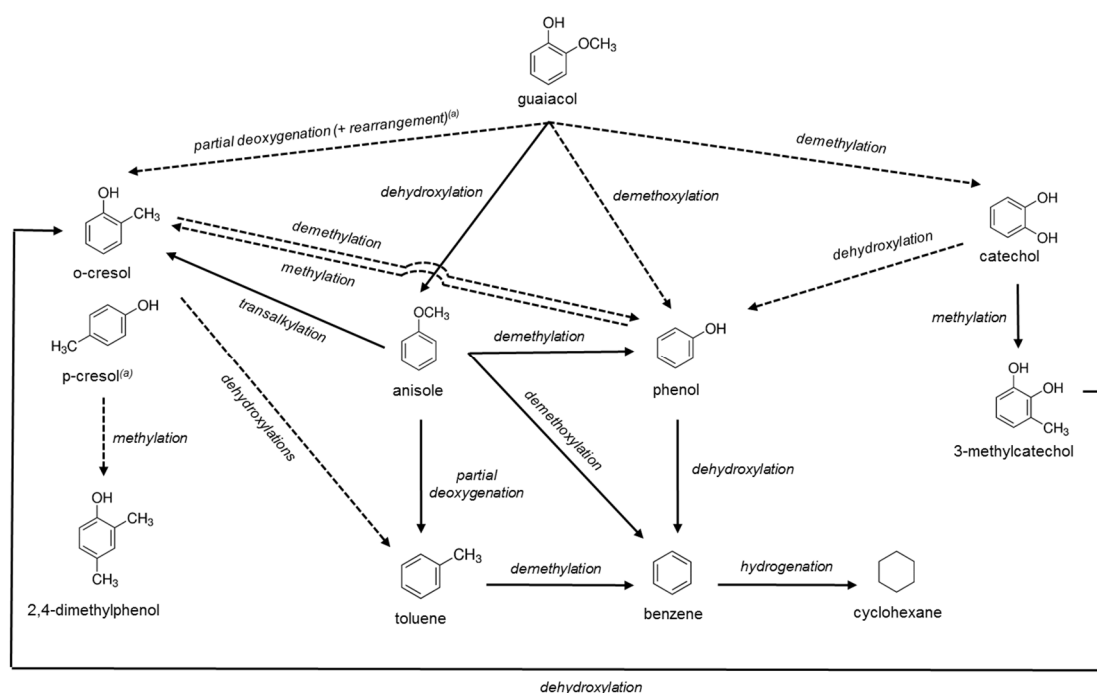 OH
OCH3
guaiacol
partial deoxygenation (+ rearrangement)(a)
demethylation
dehydroxylation
demethoxylation
OH
CH3
o-cresol
demethylation
methylation
dehydroxylation
OH
OH
catechol
transalkylation
OCH3
anisole
demethylation
OH
phenol
methylation
OH
CH3
p-cresol(a)
OH
OH
CH3
3-methylcatechol
dehydroxylations
demethoxylation
methylation
partial
deoxygenation
dehydroxylation
OH
CH3
CH3
2,4-dimethylphenol
CH3
toluene
demethylation
benzene
hydrogenation
cyclohexane
dehydroxylation